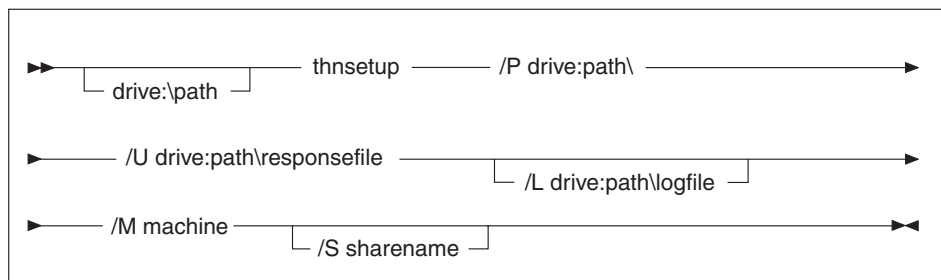 thnsetup /P drive:path\
drive:\path
/U drive:path\responsefile
/L drive:path\logfile
/M machine
/S sharename